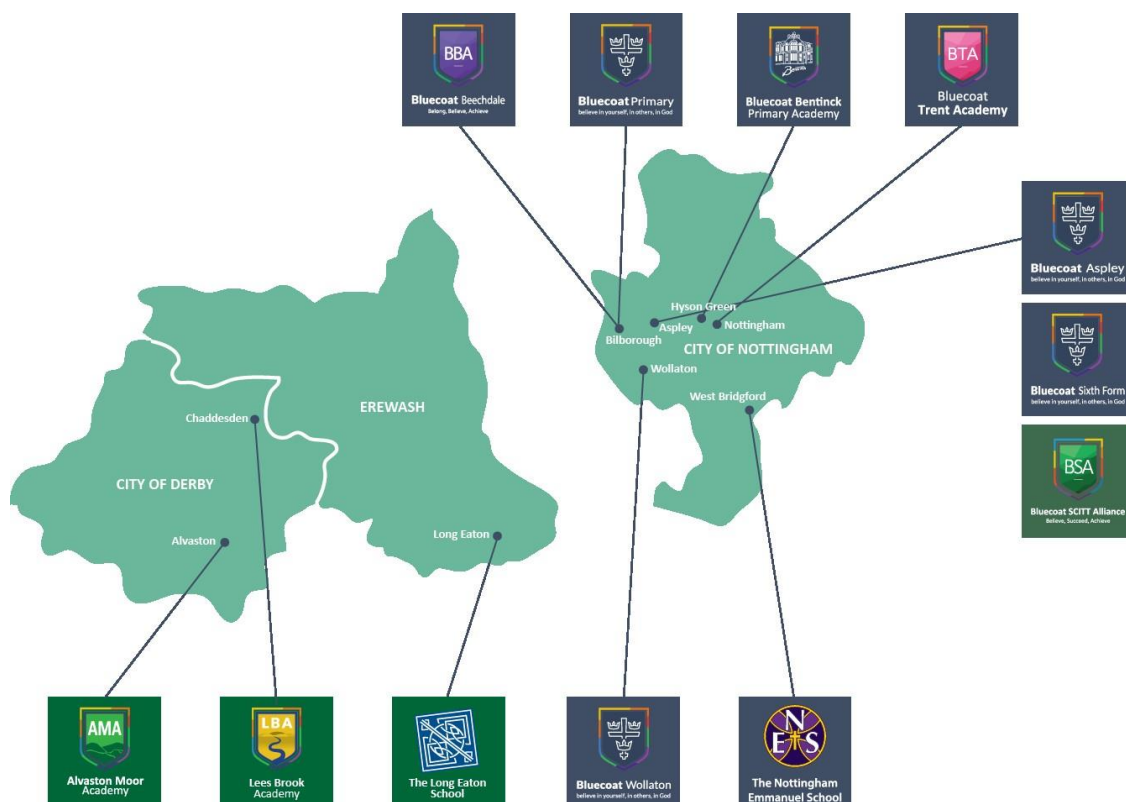 BBA
Bluecoat Beechdale
Belong, Believe, Achieve
Bluecoat Primary
believe in yourself, in others, in God
Bentinck
Bluecoat Bentinck
Primary Academy
BTA
Bluecoat
Trent Academy
Bluecoat Aspley
believe in yourself, in others, in God
Bluecoat Sixth Form
believe in yourself, in others, in God
BSA
Bluecoat SCITT Alliance
Believe, Succeed, Achieve
Hyson Green
Bilborough
Aspley
Nottingham
CITY OF NOTTINGHAM
Wollaton
West Bridgford
EREWASH
Chaddesden
CITY OF DERBY
Alvaston
Long Eaton
AMA
Alvaston Moor
Academy
LBA
Lees Brook
Academy
The Long Eaton
School
Bluecoat Wollaton
believe in yourself, in others, in God
N
E S
The Nottingham
Emmanuel School